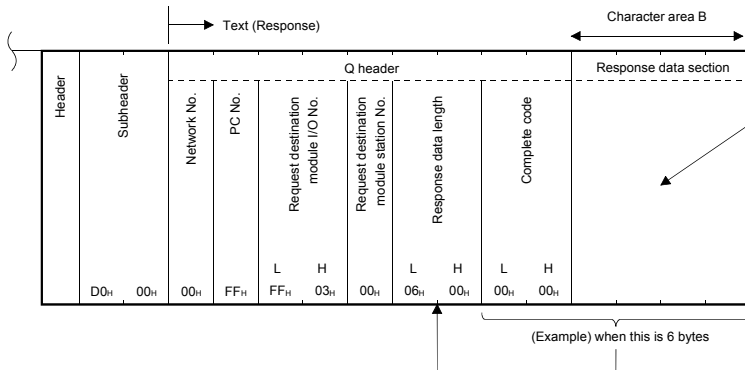 Text (Response)
Character area B
Q header
Response data section
Header
Subheader
Network No.
PC No.
Request destination
module I/O No.
Request destination
module station No.
Response data length
Complete code
L H L H L H
D0H 00H 00H FFH FFH 03H 00H 06H 00H 00H 00H
(Example) when this is 6 bytes